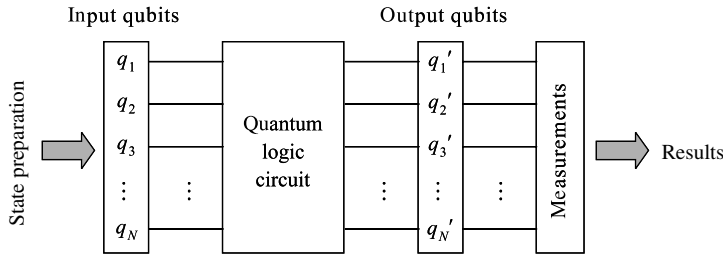 Input qubits
Output qubits
State preparation
q1
q2
q3
⋮
qN
⋮
Quantum
logic
circuit
⋮
q1′
q2′
q3′
⋮
qN′
⋮
Measurements
Results